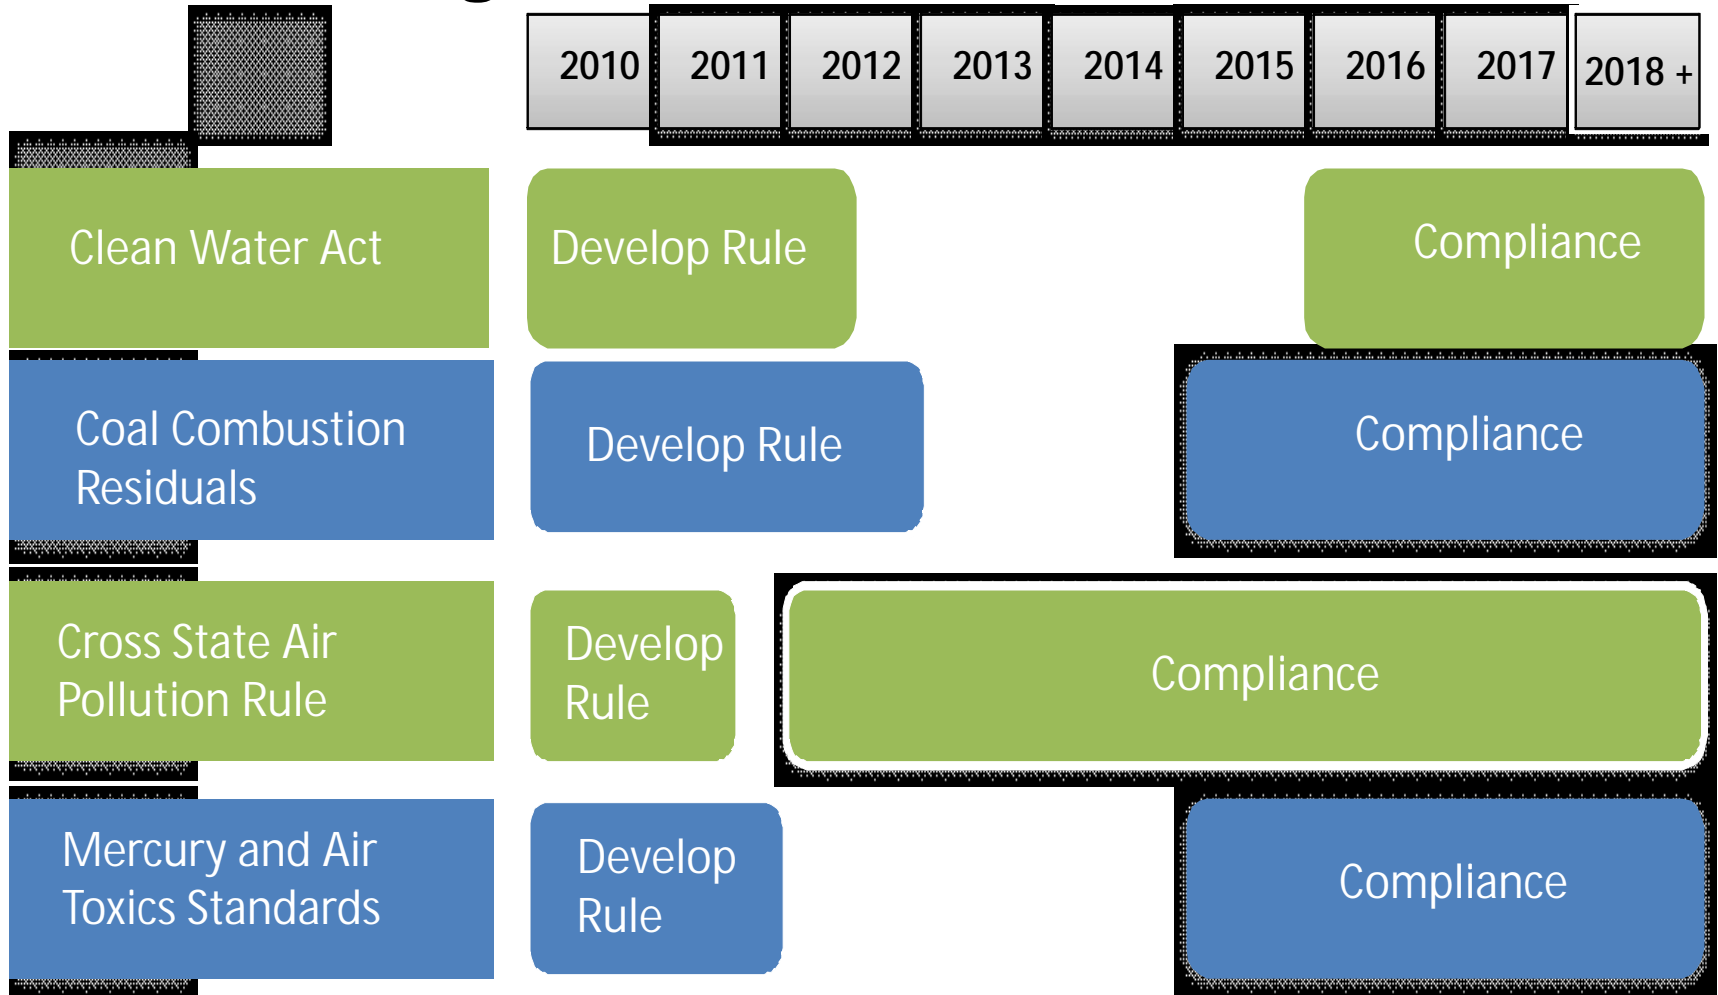 2010 2011 2012 2013 2014 2015 2016 2017 2018 +
Clean Water Act
Develop Rule
Compliance
Coal Combustion
Residuals
Develop Rule
Compliance
Cross State Air
Pollution Rule
Develop
Rule
Compliance
Mercury and Air
Toxics Standards
Develop
Rule
Compliance